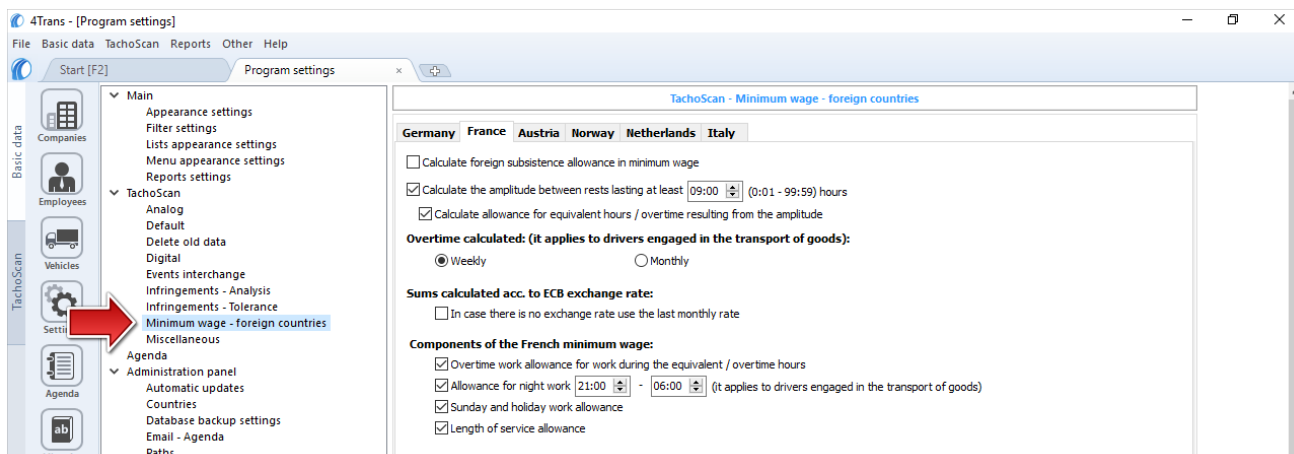 4Trans - [Program settings]
File Basic data TachoScan Reports Other Help
Start [F2]
Program settings
Basic data
TachoScan
Companies
Employees
Vehicles
Agenda
Main
Appearance settings
Filter settings
Lists appearance settings
Menu appearance settings
Reports settings
TachoScan
Analog
Default
Delete old data
Digital
Events interchange
Infringements - Analysis
Infringements - Tolerance
Minimum wage - foreign countries
Miscellaneous
Agenda
Administration panel
Automatic updates
Countries
Database backup settings
Email - Agenda
Paths
TachoScan - Minimum wage - foreign countries
Germany France Austria Norway Netherlands Italy
Calculate foreign subsistence allowance in minimum wage
Calculate the amplitude between rests lasting at least 09:00 (0:01 - 99:59) hours
Calculate allowance for equivalent hours / overtime resulting from the amplitude
Overtime calculated: (it applies to drivers engaged in the transport of goods):
Weekly Monthly
Sums calculated acc. to ECB exchange rate:
In case there is no exchange rate use the last monthly rate
Components of the French minimum wage:
Overtime work allowance for work during the equivalent / overtime hours
Allowance for night work 21:00 - 06:00 (it applies to drivers engaged in the transport of goods)
Sunday and holiday work allowance
Length of service allowance